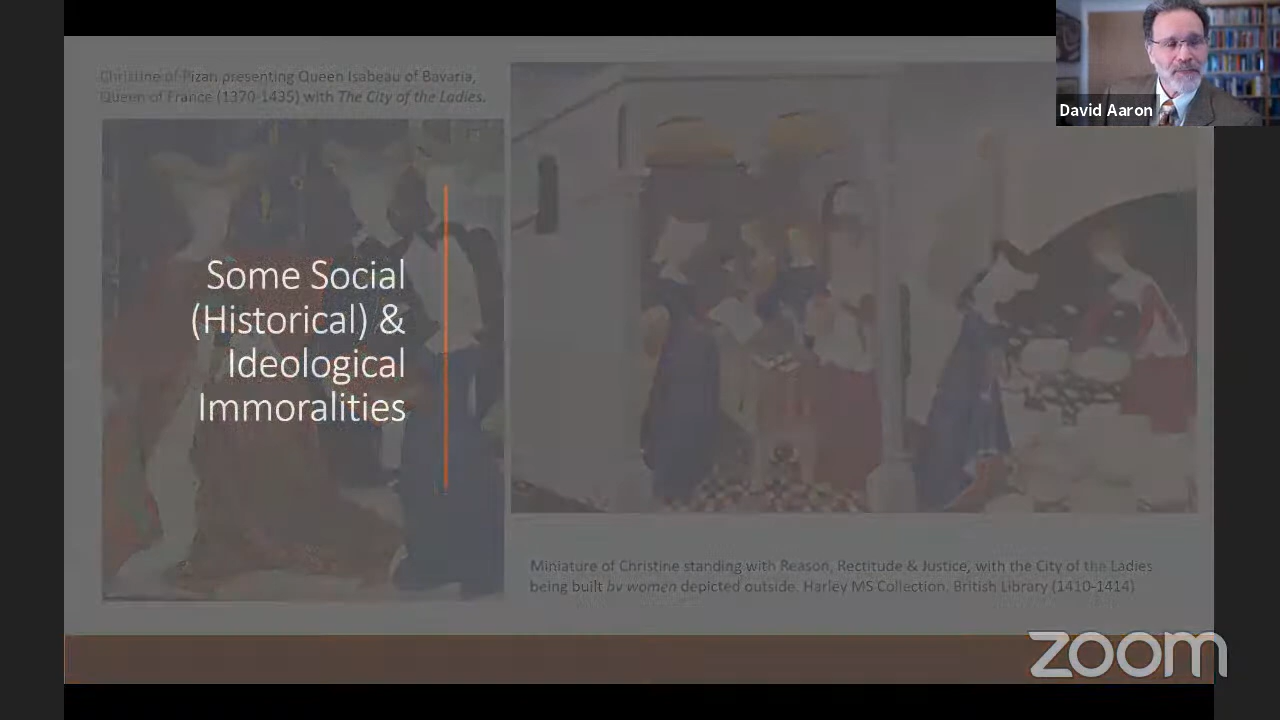 Christine of Pizan presenting Queen Isabeau of Bavaria,
Queen of France (1370-1435) with The City of the Ladies.
David Aaron
Some Social
(Historical) &
Ideological
Immoralities
Miniature of Christine standing with Reason, Rectitude & Justice, with the City of the Ladies
being built by women depicted outside. Harley MS Collection. British Library (1410-1414)
zoom